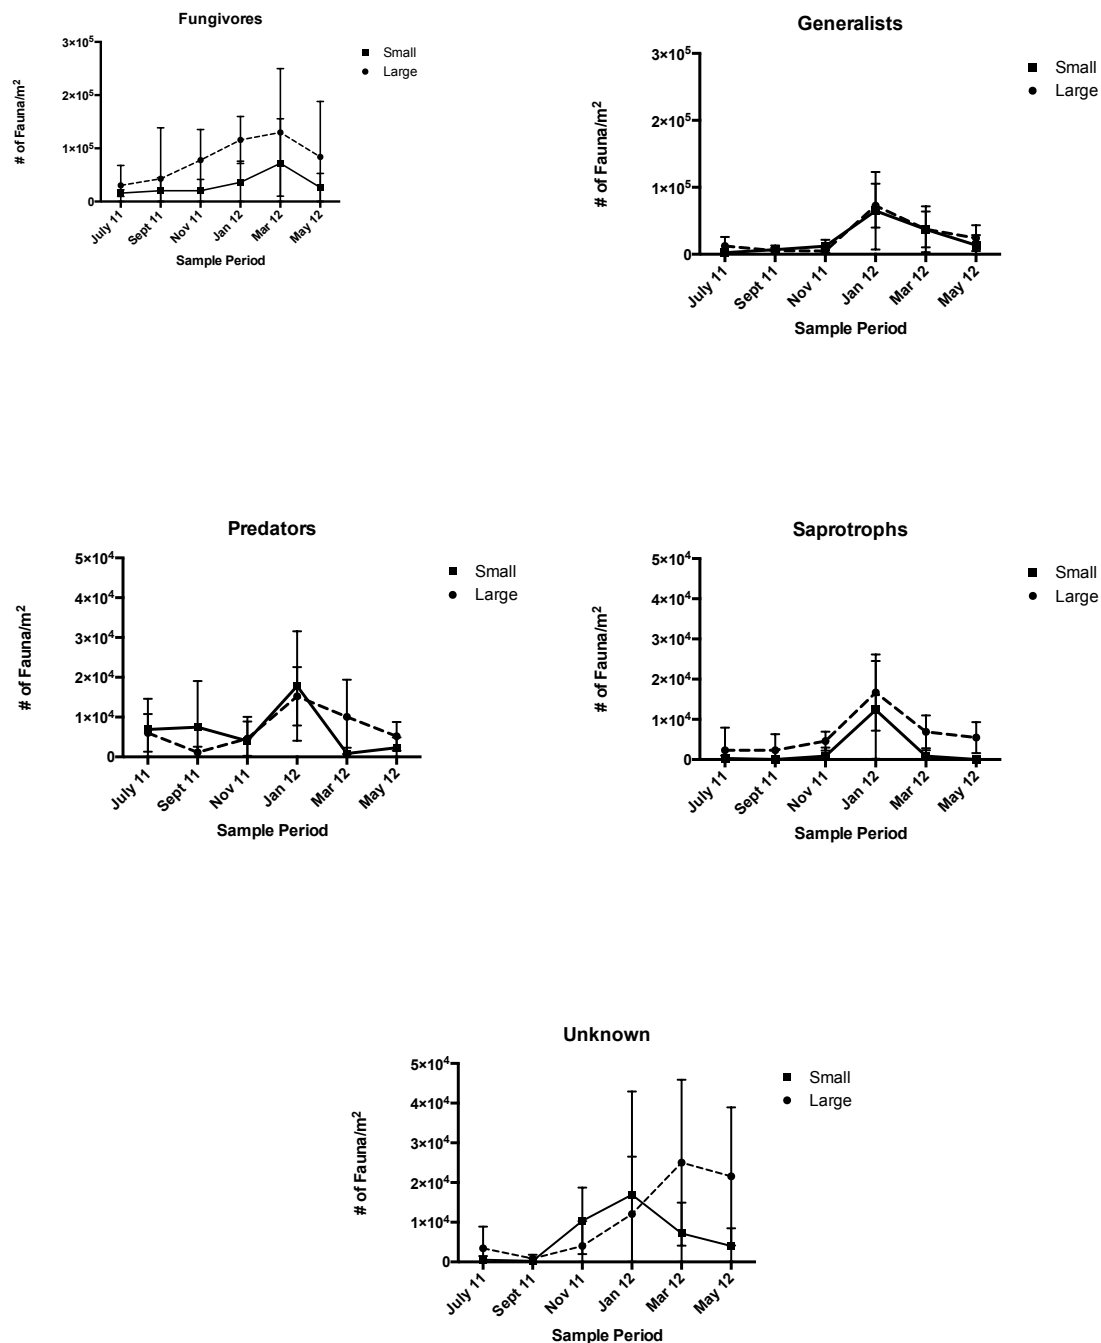 Fungivores
3×10⁵
2×10⁵
1×10⁵
0
# of Fauna/m²
July 11
Sept 11
Nov 11
Jan 12
Mar 12
May 12
Sample Period
Small
Large
Generalists
3×10⁵
2×10⁵
1×10⁵
0
# of Fauna/m²
July 11
Sept 11
Nov 11
Jan 12
Mar 12
May 12
Sample Period
Small
Large
Predators
5×10⁴
4×10⁴
3×10⁴
2×10⁴
1×10⁴
0
# of Fauna/m²
July 11
Sept 11
Nov 11
Jan 12
Mar 12
May 12
Sample Period
Small
Large
Saprotrophs
5×10⁴
4×10⁴
3×10⁴
2×10⁴
1×10⁴
0
# of Fauna/m²
July 11
Sept 11
Nov 11
Jan 12
Mar 12
May 12
Sample Period
Small
Large
Unknown
5×10⁴
4×10⁴
3×10⁴
2×10⁴
1×10⁴
0
# of Fauna/m²
July 11
Sept 11
Nov 11
Jan 12
Mar 12
May 12
Sample Period
Small
Large